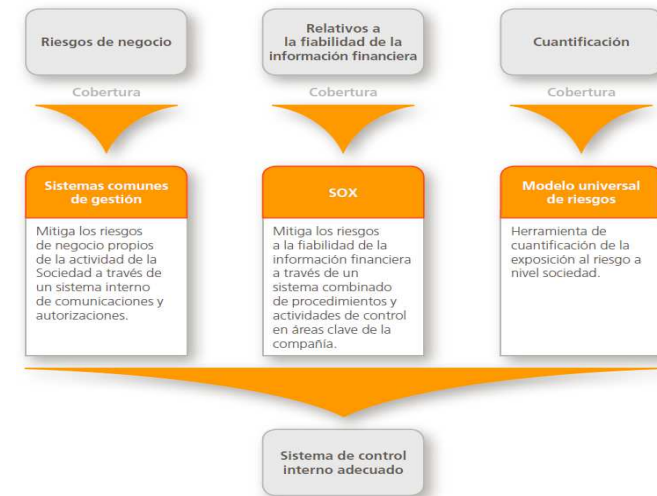 Riesgos de negocio
Relativos a
la fiabilidad de la
información financiera
Cuantificación
Cobertura
Cobertura
Cobertura
Sistemas comunes
de gestión
Mitiga los riesgos
de negocio propios
de la actividad de la
Sociedad a través de
un sistema interno
de comunicaciones y
autorizaciones.
SOX
Mitiga los riesgos
a la fiabilidad de la
información financiera
a través de un
sistema combinado
de procedimientos y
actividades de control
en áreas clave de la
compañía.
Modelo universal
de riesgos
Herramienta de
cuantificación de la
exposición al riesgo a
nivel sociedad.
Sistema de control
interno adecuado